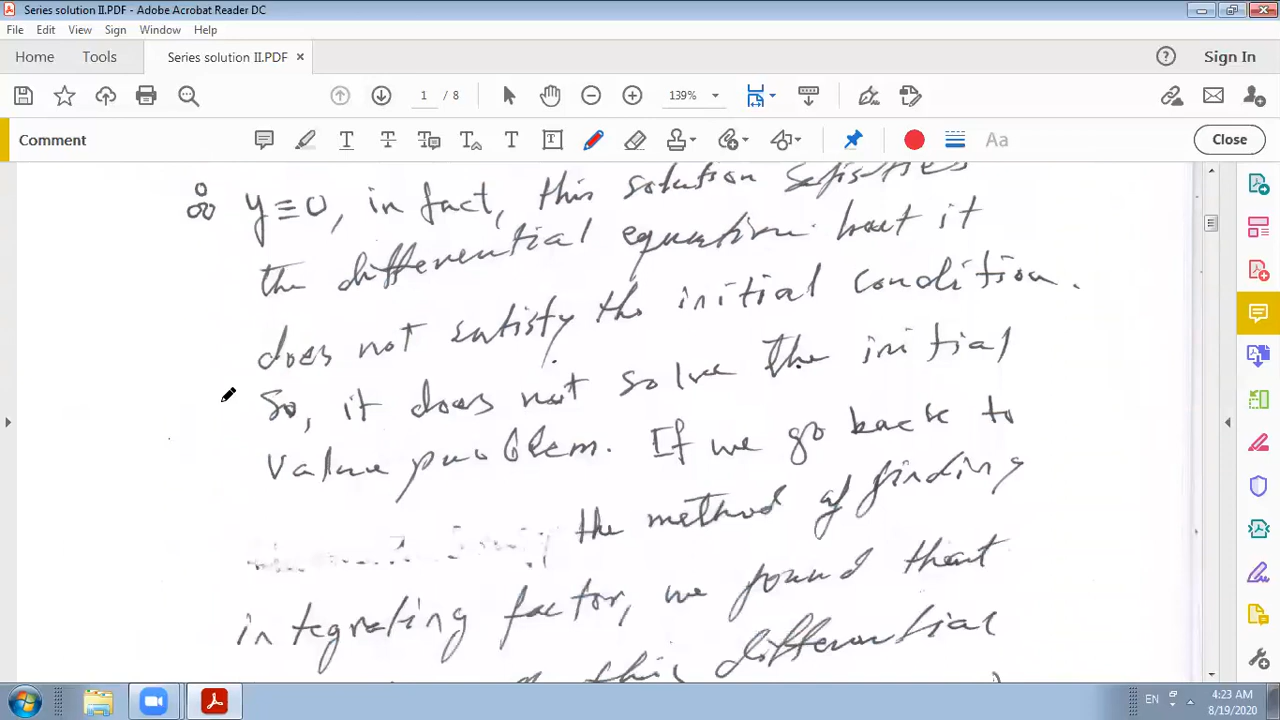 Series solution II.PDF - Adobe Acrobat Reader DC
File Edit View Sign Window Help
Home Tools Series solution II.PDF × Sign In
1 / 8 139%
Comment Aa Close
∴ y ≡ 0, in fact, this solution satisfies
the differential equation but it
does not satisfy the initial condition.
So, it does not solve the initial
value problem. If we go back to
the method of finding
integrating factor, we found that
this differential
EN 4:23 AM
8/19/2020